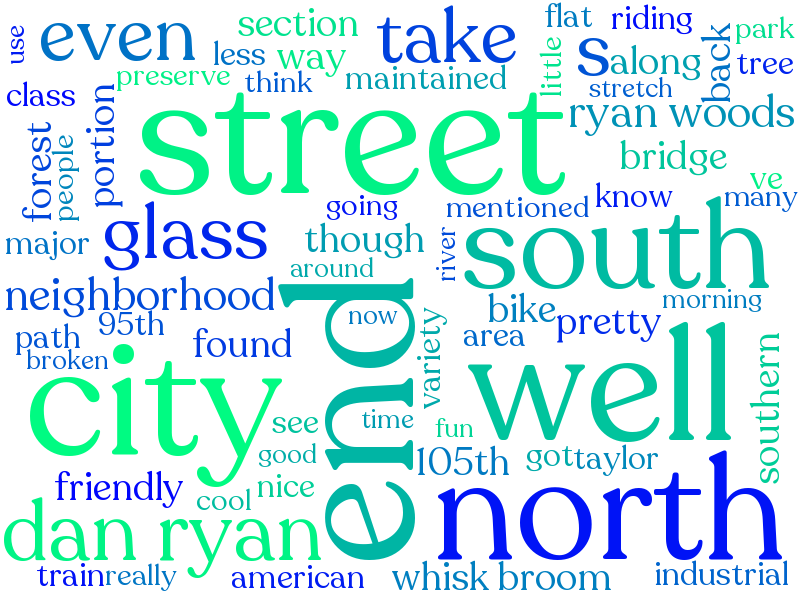 use
even
section
less
way
take
flat
riding
s
along
back
park
tree
class
preserve
think
maintained
little
stretch
forest
people
portion
street
ryan woods
bridge
ve
glass
going
mentioned
know
many
major
though
river
south
around
neighborhood
end
now
bike
morning
path
95th
found
variety
area
pretty
broken
city
see
time
fun
well
southern
good
105th
got
taylor
friendly
cool
nice
north
dan ryan
train
really
american
whisk broom
industrial